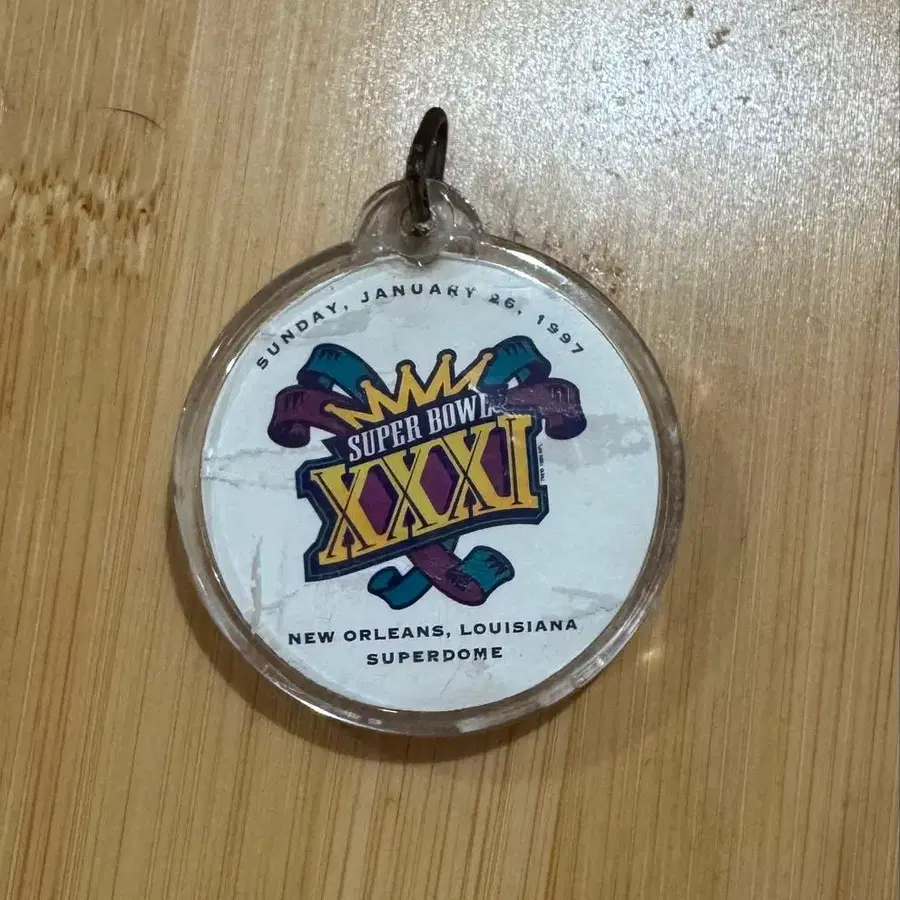 SUNDAY, JANUARY 26, 1997
SUPER BOWL
XXXI
NEW ORLEANS, LOUISIANA
SUPERDOME